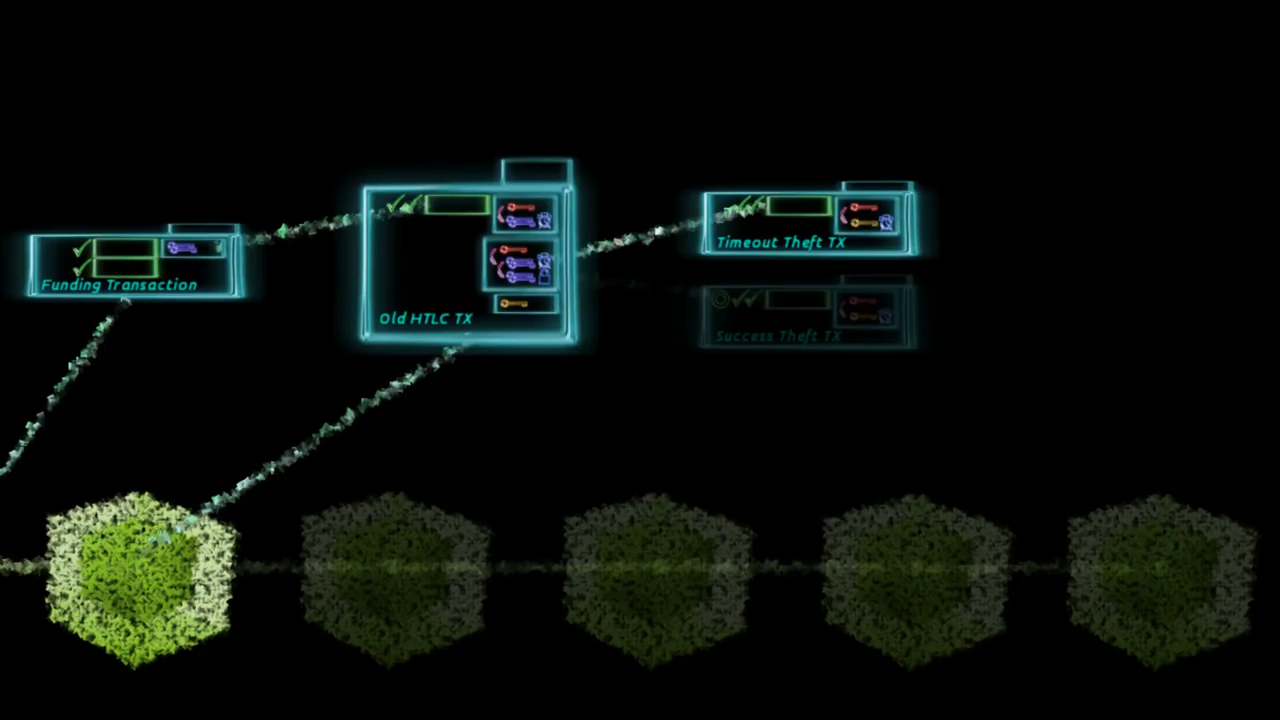 Funding Transaction
Old HTLC TX
Timeout Theft TX
Success Theft TX